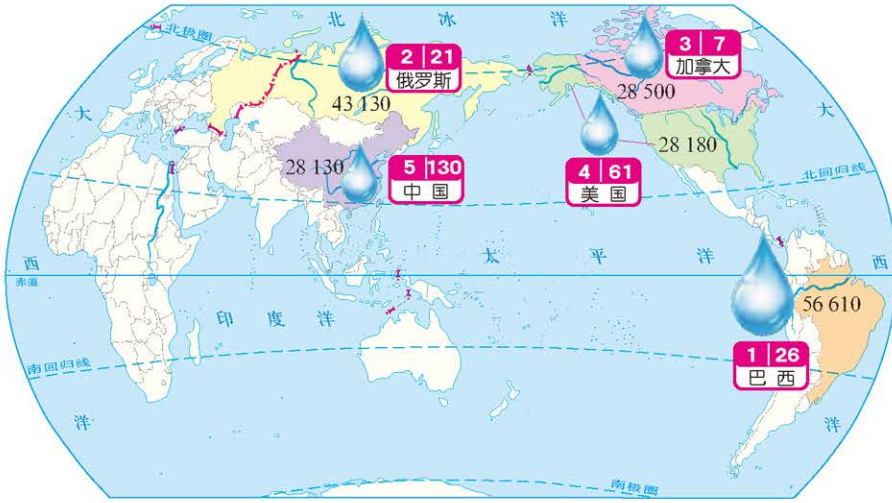 北 冰 洋
北极圈
2 21
俄罗斯
43 130
3 7
加拿大
28 500
大
大
28 130
5 130
中 国
4 61
美 国
28 180
北回归线
西
赤道
太 平 洋
西
印 度 洋
56 610
南回归线
1 26
巴 西
洋
洋
南极圈